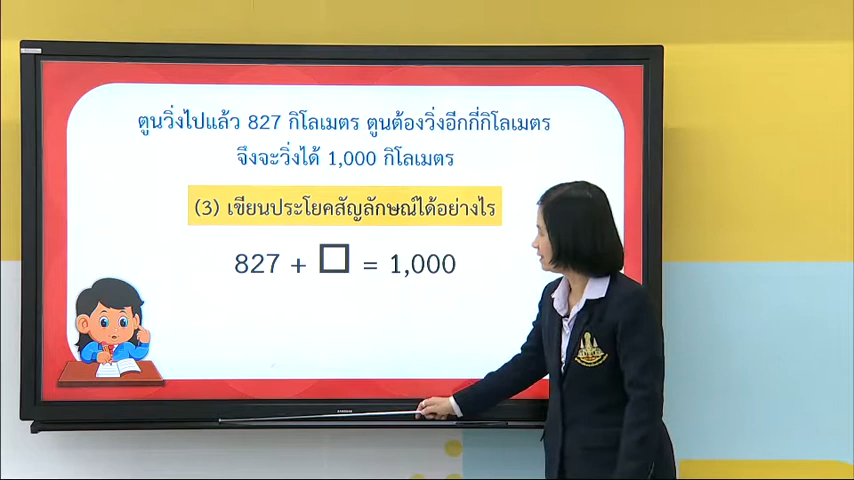 ตูนวิ่งไปแล้ว 827 กิโลเมตร ตูนต้องวิ่งอีกกี่กิโลเมตร
จึงจะวิ่งได้ 1,000 กิโลเมตร
(3) เขียนประโยคสัญลักษณ์ได้อย่างไร
827 + □ = 1,000